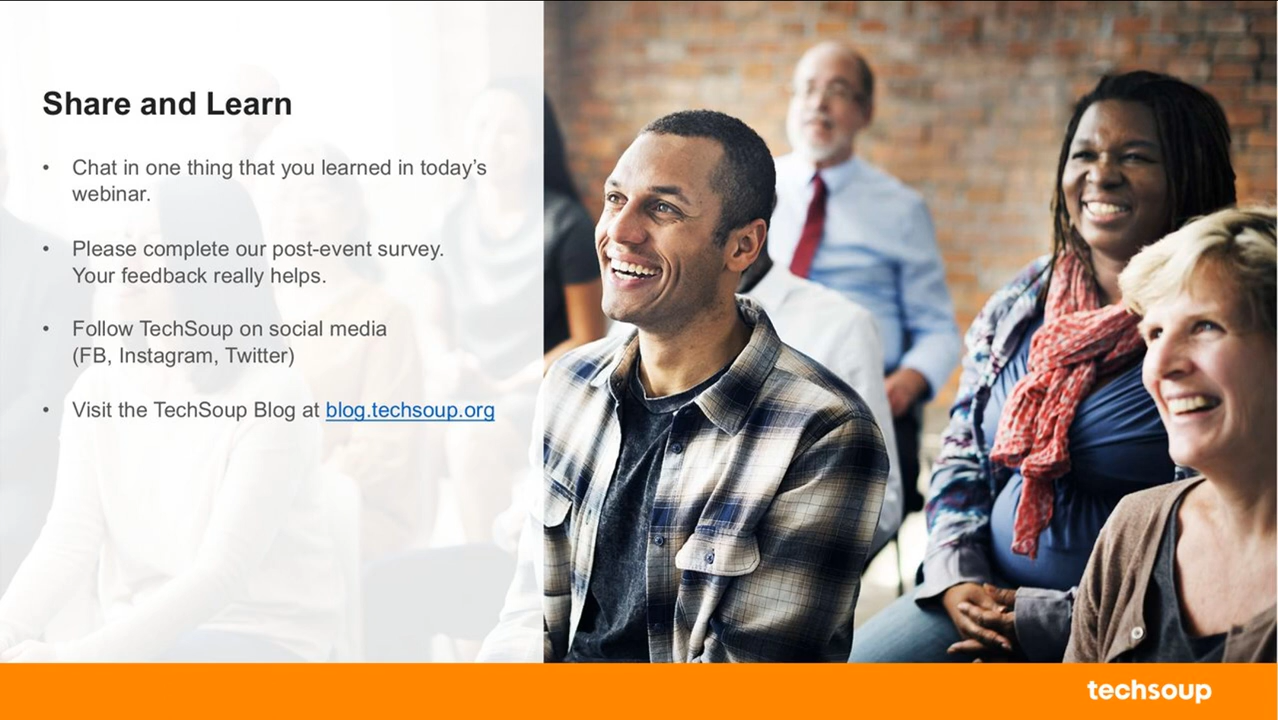 Share and Learn
• Chat in one thing that you learned in today’s
webinar.
• Please complete our post-event survey.
Your feedback really helps.
• Follow TechSoup on social media
(FB, Instagram, Twitter)
• Visit the TechSoup Blog at blog.techsoup.org
techsoup